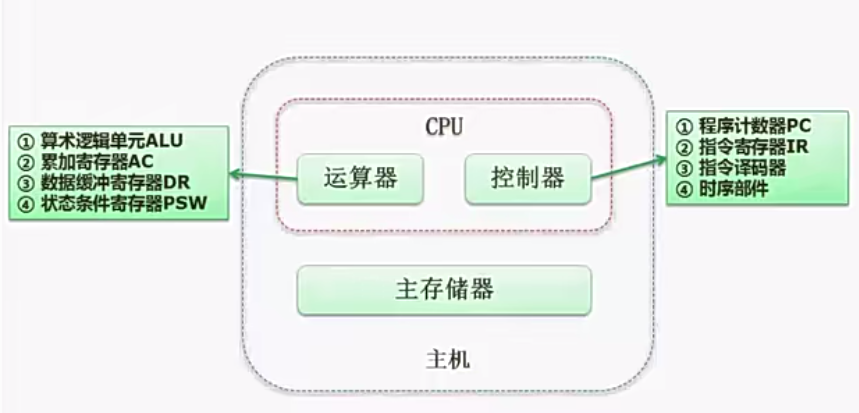 CPU
① 算术逻辑单元ALU
② 累加寄存器AC
③ 数据缓冲寄存器DR
④ 状态条件寄存器PSW
运算器
控制器
① 程序计数器PC
② 指令寄存器IR
③ 指令译码器
④ 时序部件
主存储器
主机